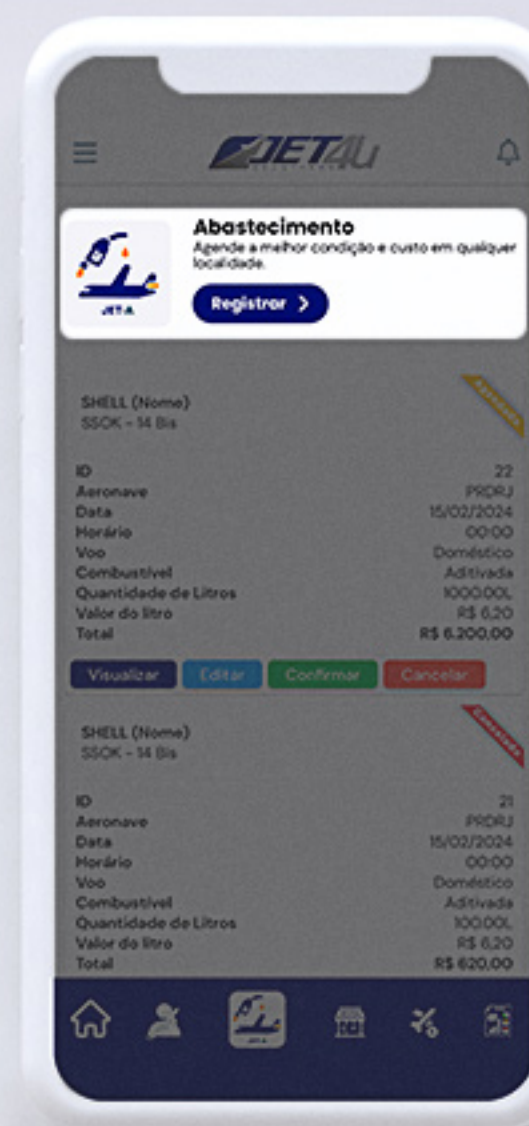 JET4U
Abastecimento
Agende a melhor condição e custo em qualquer
localidade.
JET-A
Registrar
SHELL (Nome)
SSOK - 14 Bis
Agendado
ID 22
Aeronave PRDRJ
Data 15/02/2024
Horário 00:00
Voo Doméstico
Combustível Aditivada
Quantidade de Litros 1000.00L
Valor do litro R$ 6,20
Total R$ 6.200,00
Visualizar Editar Confirmar Cancelar
SHELL (Nome)
SSOK - 14 Bis
Cancelado
ID 21
Aeronave PRDRJ
Data 15/02/2024
Horário 00:00
Voo Doméstico
Combustível Aditivada
Quantidade de Litros 100.00L
Valor do litro R$ 6,20
Total R$ 620,00